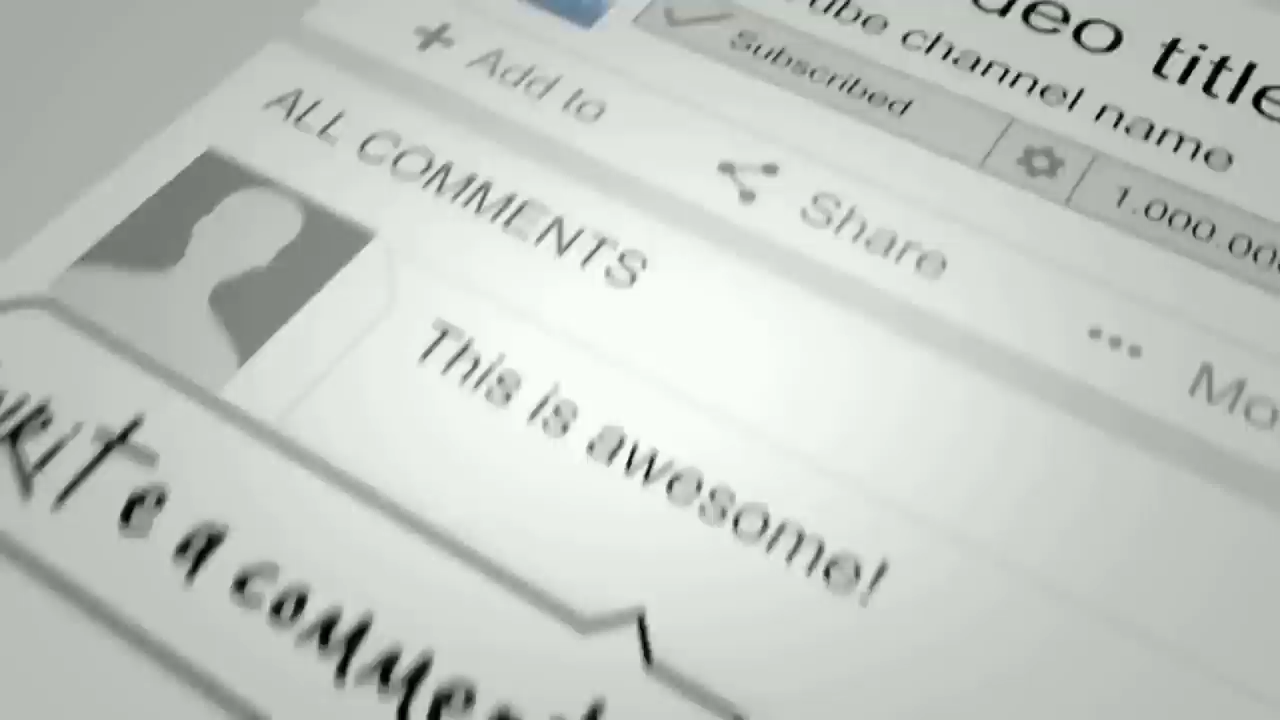 deo title
ube channel name
Subscribed
1.000.00
Add to
Share
Mo
ALL COMMENTS
This is awesome!
write a comment